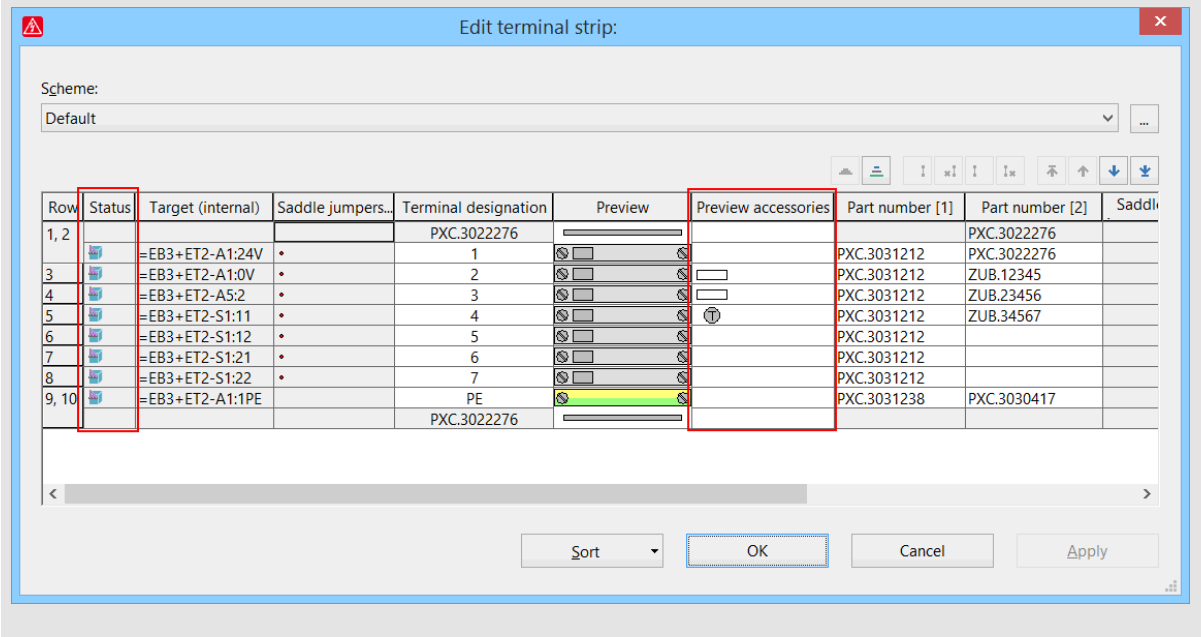 Edit terminal strip:
Scheme:
Default
...
Row Status Target (internal) Saddle jumpers... Terminal designation Preview Preview accessories Part number [1] Part number [2] Saddle
1, 2 PXC.3022276 PXC.3022276
=EB3+ET2-A1:24V 1 PXC.3031212 PXC.3022276
3 =EB3+ET2-A1:0V 2 PXC.3031212 ZUB.12345
4 =EB3+ET2-A5:2 3 PXC.3031212 ZUB.23456
5 =EB3+ET2-S1:11 4 T PXC.3031212 ZUB.34567
6 =EB3+ET2-S1:12 5 PXC.3031212
7 =EB3+ET2-S1:21 6 PXC.3031212
8 =EB3+ET2-S1:22 7 PXC.3031212
9, 10 =EB3+ET2-A1:1PE PE PXC.3031238 PXC.3030417
PXC.3022276
Sort OK Cancel Apply